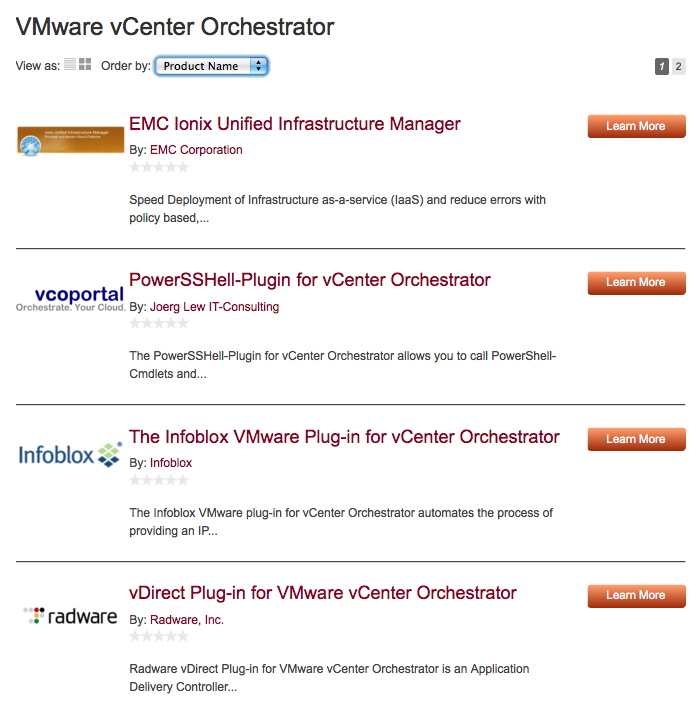 VMware vCenter Orchestrator
View as: Order by: Product Name 1 2
EMC Ionix Unified Infrastructure Manager
Learn More
Ionix Unified Infrastructure Manager
By: EMC Corporation
Speed Deployment of Infrastructure as-a-service (IaaS) and reduce errors with
policy based,...
PowerSSHell-Plugin for vCenter Orchestrator
Learn More
vcoportal
Orchestrate. Your Cloud.
By: Joerg Lew IT-Consulting
The PowerSSHell-Plugin for vCenter Orchestrator allows you to call PowerShell-
Cmdlets and...
The Infoblox VMware Plug-in for vCenter Orchestrator
Learn More
Infoblox
By: Infoblox
The Infoblox VMware plug-in for vCenter Orchestrator automates the process of
providing an IP...
vDirect Plug-in for VMware vCenter Orchestrator
Learn More
radware
By: Radware, Inc.
Radware vDirect Plug-in for VMware vCenter Orchestrator is an Application
Delivery Controller...